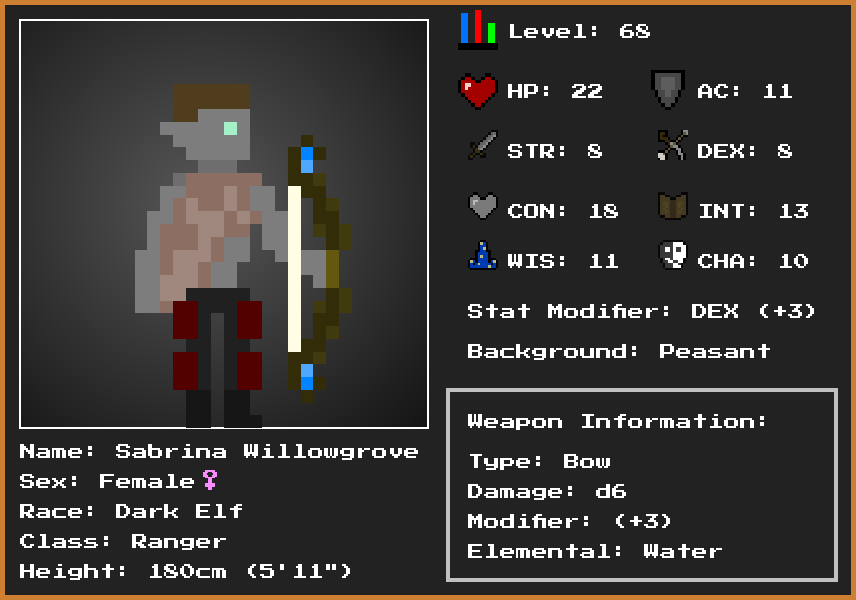 Level: 68
HP: 22
AC: 11
STR: 8
DEX: 8
CON: 18
INT: 13
WIS: 11
CHA: 10
Stat Modifier: DEX (+3)
Background: Peasant
Weapon Information:
Type: Bow
Damage: d6
Modifier: (+3)
Elemental: Water
Name: Sabrina Willowgrove
Sex: Female♀
Race: Dark Elf
Class: Ranger
Height: 180cm (5'11")